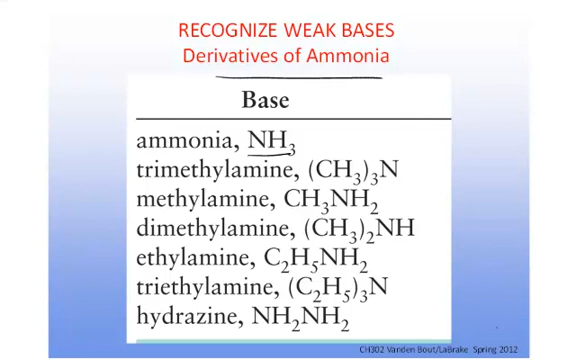 RECOGNIZE WEAK BASES
Derivatives of Ammonia
Base
ammonia, NH₃
trimethylamine, (CH₃)₃N
methylamine, CH₃NH₂
dimethylamine, (CH₃)₂NH
ethylamine, C₂H₅NH₂
triethylamine, (C₂H₅)₃N
hydrazine, NH₂NH₂
CH302 Vanden Bout/LaBrake Spring 2012